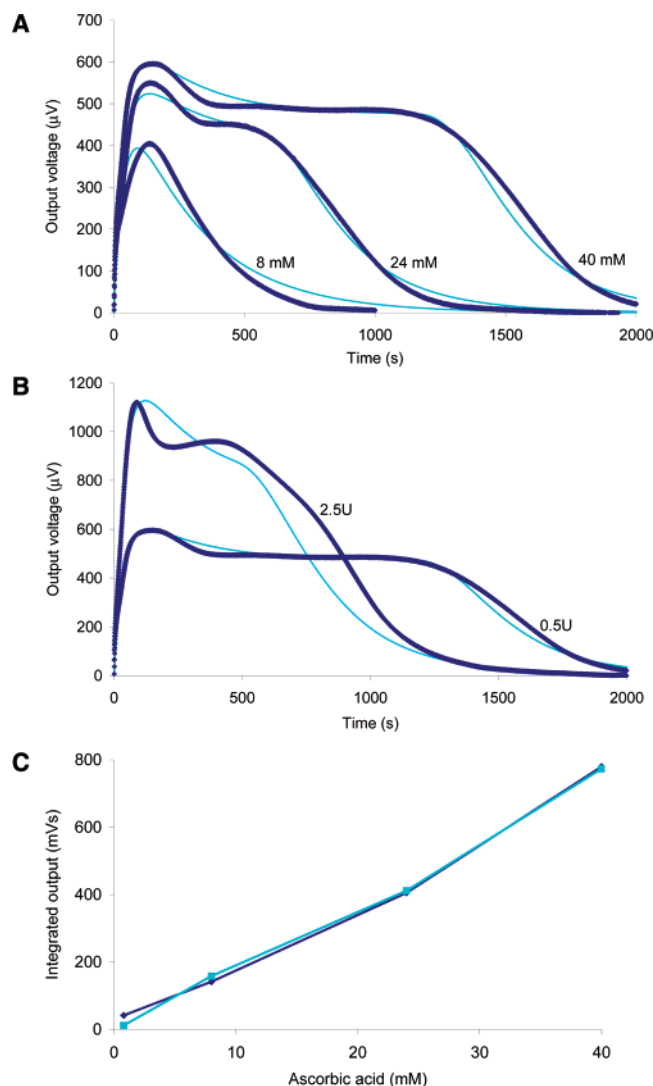 A
700
600
500
400
300
200
100
0
Output voltage (µV)
8 mM
24 mM
40 mM
0 500 1000 1500 2000
Time (s)
B
1200
1000
800
600
400
200
0
Output voltage (µV)
2.5U
0.5U
0 500 1000 1500 2000
Time (s)
C
800
600
400
200
0
Integrated output (mVs)
0 10 20 30 40
Ascorbic acid (mM)